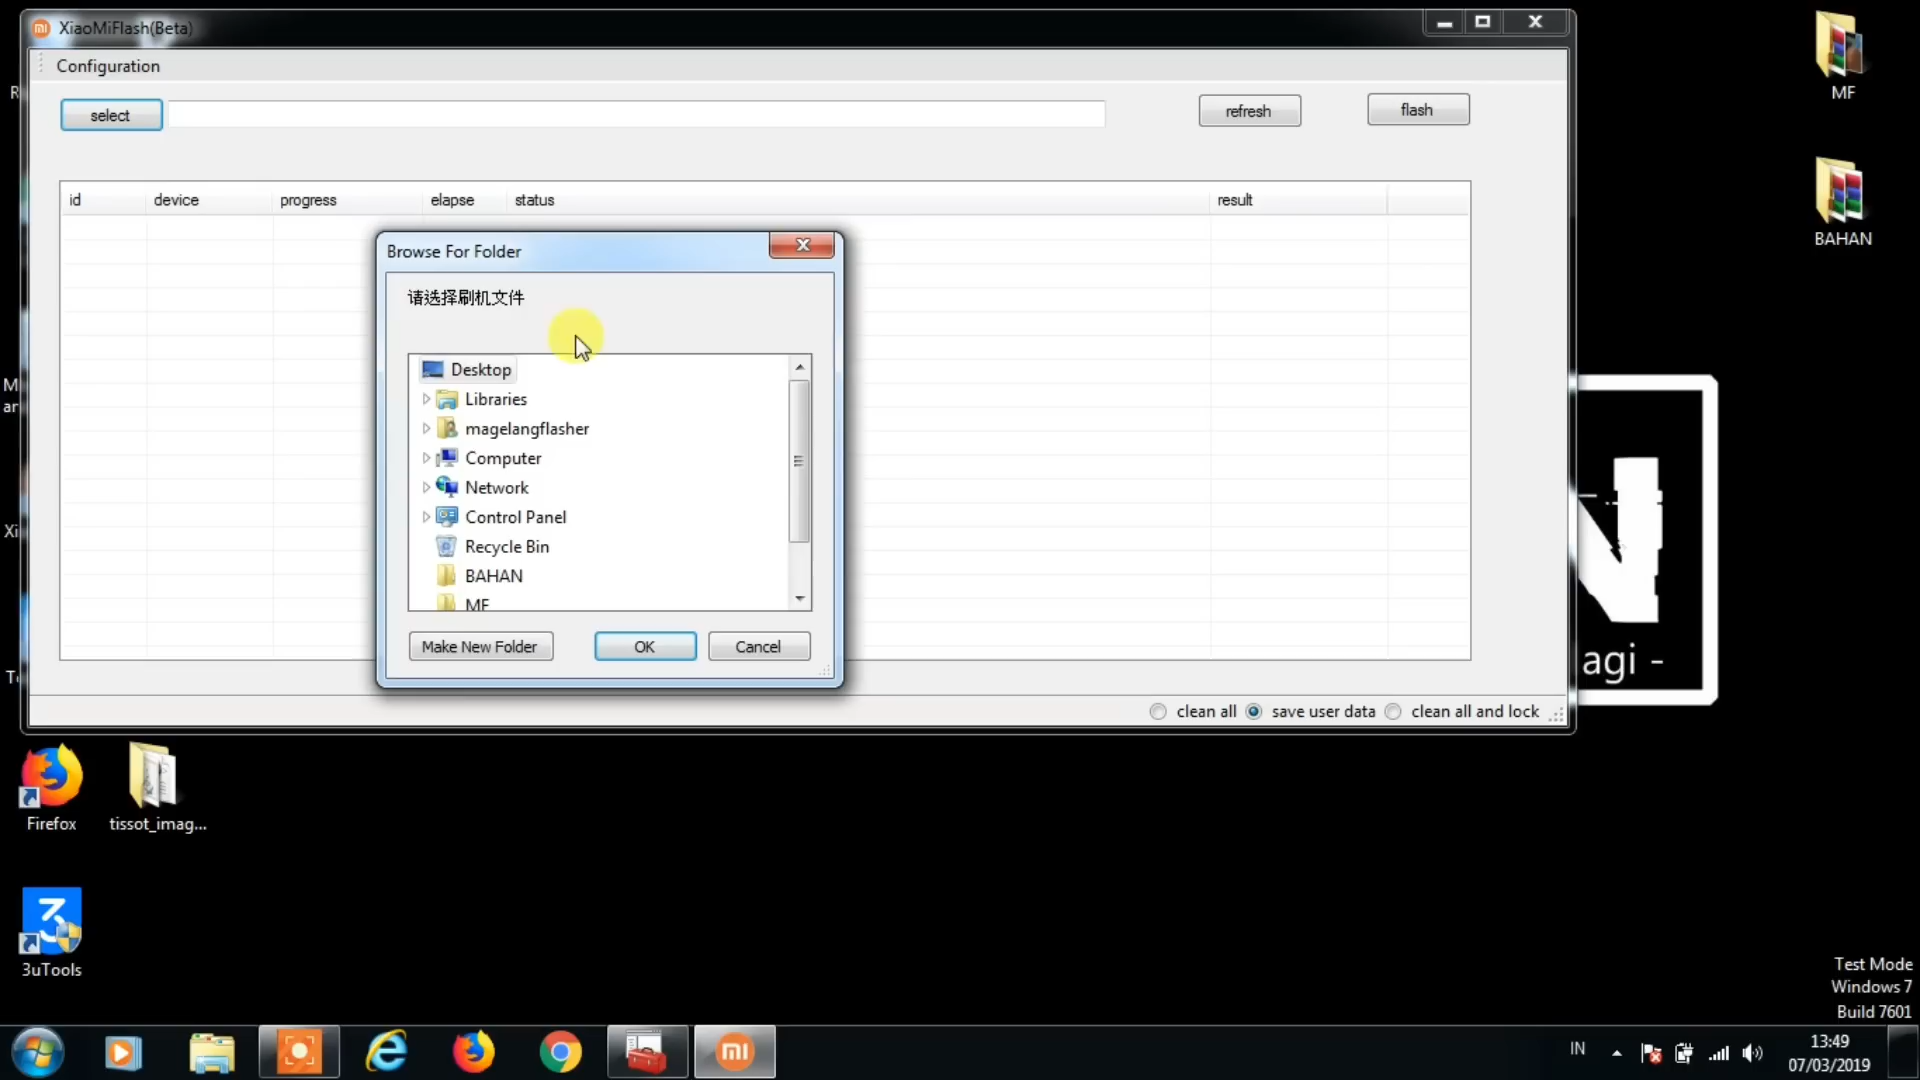 XiaoMiFlash(Beta)
Configuration
select
refresh
flash
id device progress elapse status result
Browse For Folder
请选择刷机文件
Desktop
Libraries
magelangflasher
Computer
Network
Control Panel
Recycle Bin
BAHAN
MF
Make New Folder
OK
Cancel
clean all
save user data
clean all and lock
MF
BAHAN
agi -
Firefox
tissot_imag...
3uTools
Test Mode
Windows 7
Build 7601
IN
13:49
07/03/2019